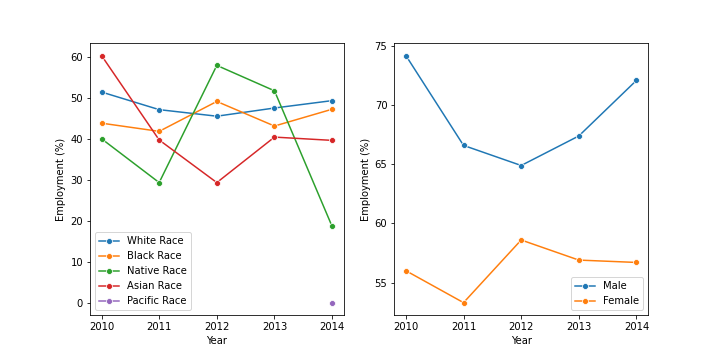 60
50
40
30
20
10
0
Employment (%)
White Race
Black Race
Native Race
Asian Race
Pacific Race
2010 2011 2012 2013 2014
Year
75
70
65
60
55
Employment (%)
Male
Female
2010 2011 2012 2013 2014
Year